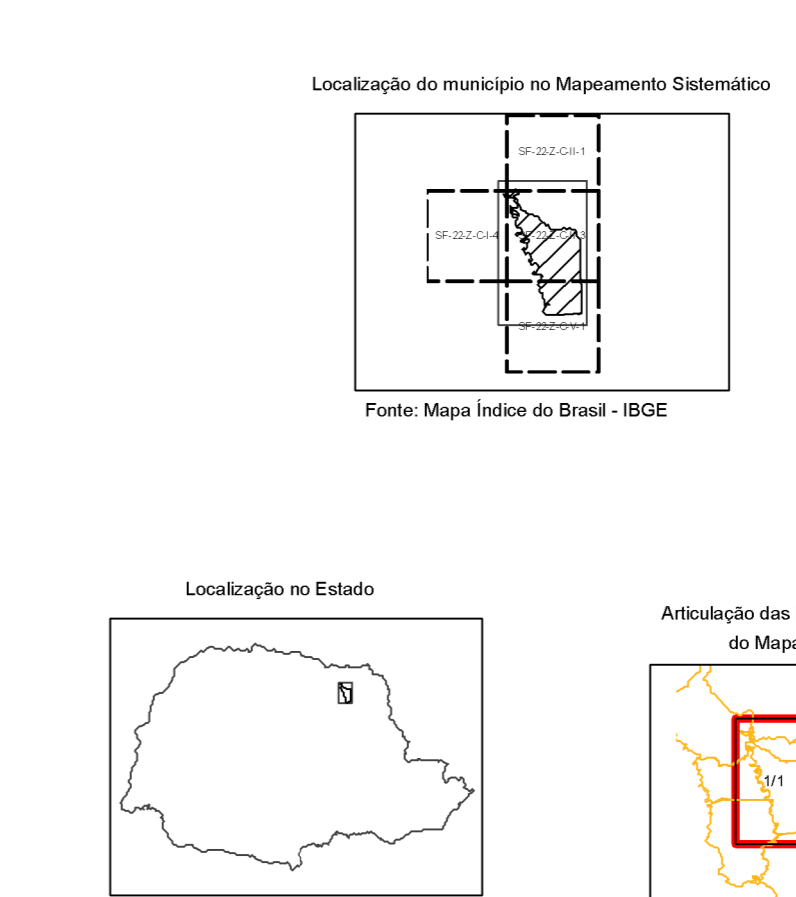 Localização do município no Mapeamento Sistemático
SF-22-Z-C-II-1
SF-22-Z-C-I-4
SF-22-Z-C-V-1
Fonte: Mapa Índice do Brasil - IBGE
Localização no Estado
Articulação das
do Mapa
1/1